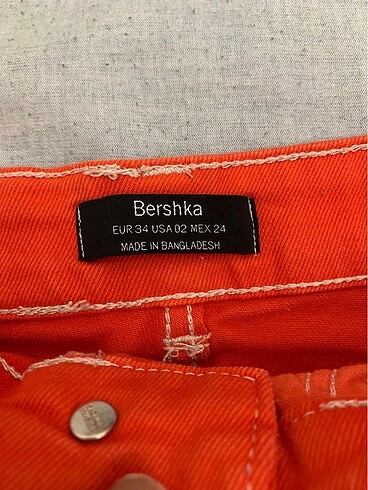 Bershka
EUR 34 USA 02 MEX 24
MADE IN BANGLADESH